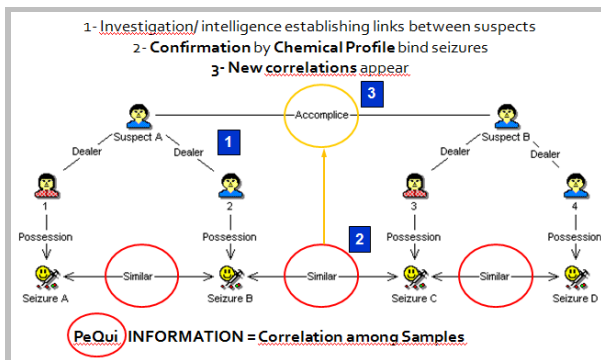 1- Investigation/ intelligence establishing links between suspects
2- Confirmation by Chemical Profile bind seizures
3- New correlations appear
3
Accomplice
Suspect A
Suspect B
1
Dealer
Dealer
Dealer
Dealer
1
2
3
4
Possession
Possession
2
Possession
Possession
Similar
Similar
Similar
Seizure A
Seizure B
Seizure C
Seizure D
PeQui INFORMATION = Correlation among Samples